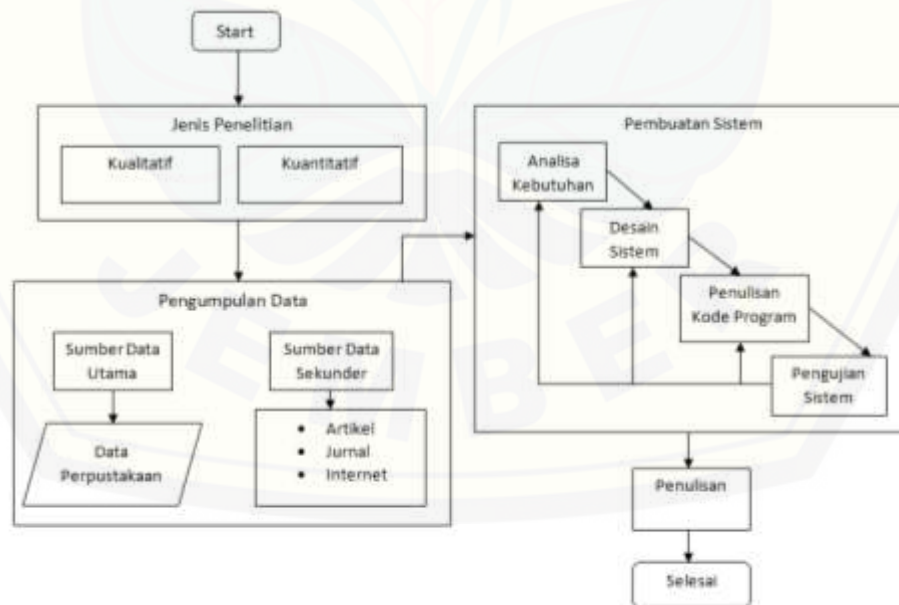 Start
Jenis Penelitian
Kualitatif
Kuantitatif
Pengumpulan Data
Sumber Data
Utama
Sumber Data
Sekunder
Data
Perpustakaan
• Artikel
• Jurnal
• Internet
Pembuatan Sistem
Analisa
Kebutuhan
Desain
Sistem
Penulisan
Kode Program
Pengujian
Sistem
Penulisan
Selesai
JEMBER